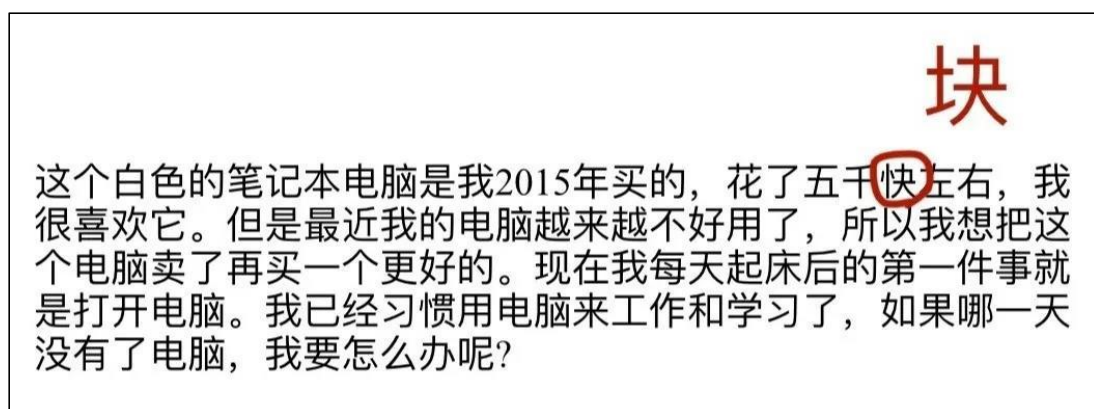 块
这个白色的笔记本电脑是我2015年买的，花了五千快左右，我
很喜欢它。但是最近我的电脑越来越不好用了，所以我想把这
个电脑卖了再买一个更好的。现在我每天起床后的第一件事就
是打开电脑。我已经习惯用电脑来工作和学习了，如果哪一天
没有了电脑，我要怎么办呢?